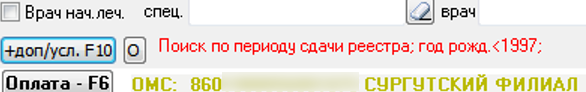 Врач нач.леч. спец. врач
+доп/усл. F10 О Поиск по периоду сдачи реестра; год рожд.<1997;
Оплата - F6 ОМС: 860 СУРГУТСКИЙ ФИЛИАЛ